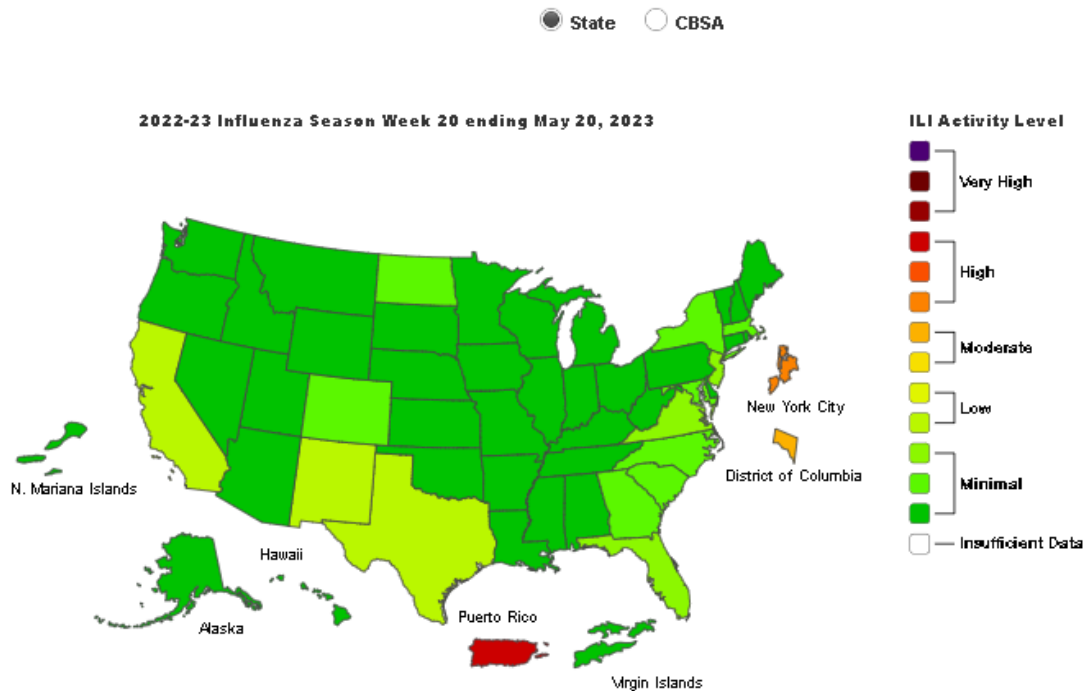 State CBSA
2022-23 Influenza Season Week 20 ending May 20, 2023
ILI Activity Level
Very High
High
Moderate
Low
Minimal
Insufficient Data
New York City
District of Columbia
N. Mariana Islands
Hawaii
Alaska
Puerto Rico
Virgin Islands